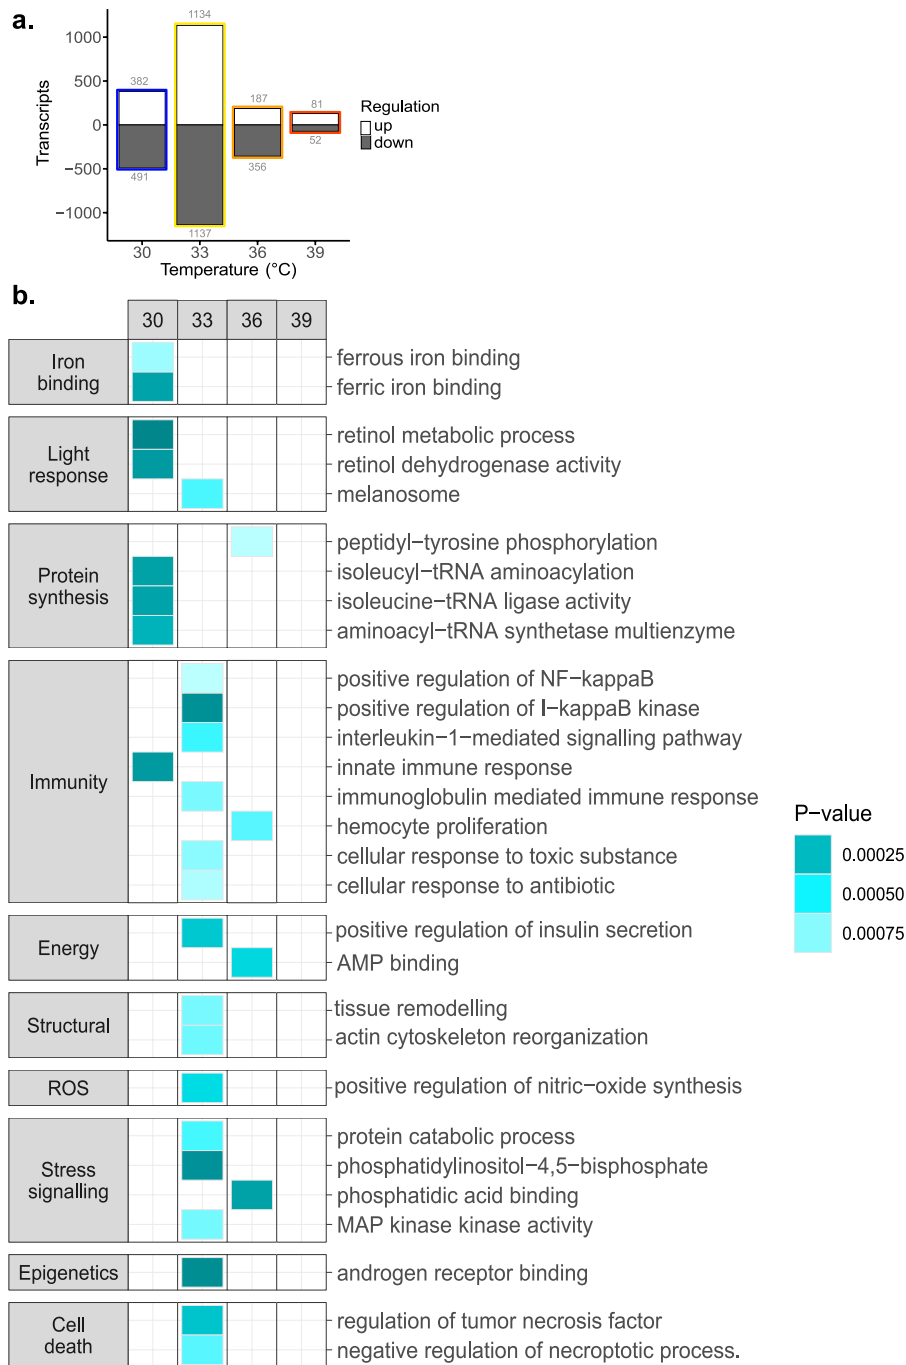 a.
1134
1000
500
0
−500
−1000
Transcripts
382
187
81
491
1137
356
52
Regulation
up
down
30
33
36
39
Temperature (°C)
b.
30
33
36
39
Iron
binding
ferrous iron binding
ferric iron binding
Light
response
retinol metabolic process
retinol dehydrogenase activity
melanosome
Protein
synthesis
peptidyl−tyrosine phosphorylation
isoleucyl−tRNA aminoacylation
isoleucine−tRNA ligase activity
aminoacyl−tRNA synthetase multienzyme
Immunity
positive regulation of NF−kappaB
positive regulation of I−kappaB kinase
interleukin−1−mediated signalling pathway
innate immune response
immunoglobulin mediated immune response
hemocyte proliferation
cellular response to toxic substance
cellular response to antibiotic
P−value
0.00025
0.00050
0.00075
Energy
positive regulation of insulin secretion
AMP binding
Structural
tissue remodelling
actin cytoskeleton reorganization
ROS
positive regulation of nitric−oxide synthesis
Stress
signalling
protein catabolic process
phosphatidylinositol−4,5−bisphosphate
phosphatidic acid binding
MAP kinase kinase activity
Epigenetics
androgen receptor binding
Cell
death
regulation of tumor necrosis factor
negative regulation of necroptotic process.